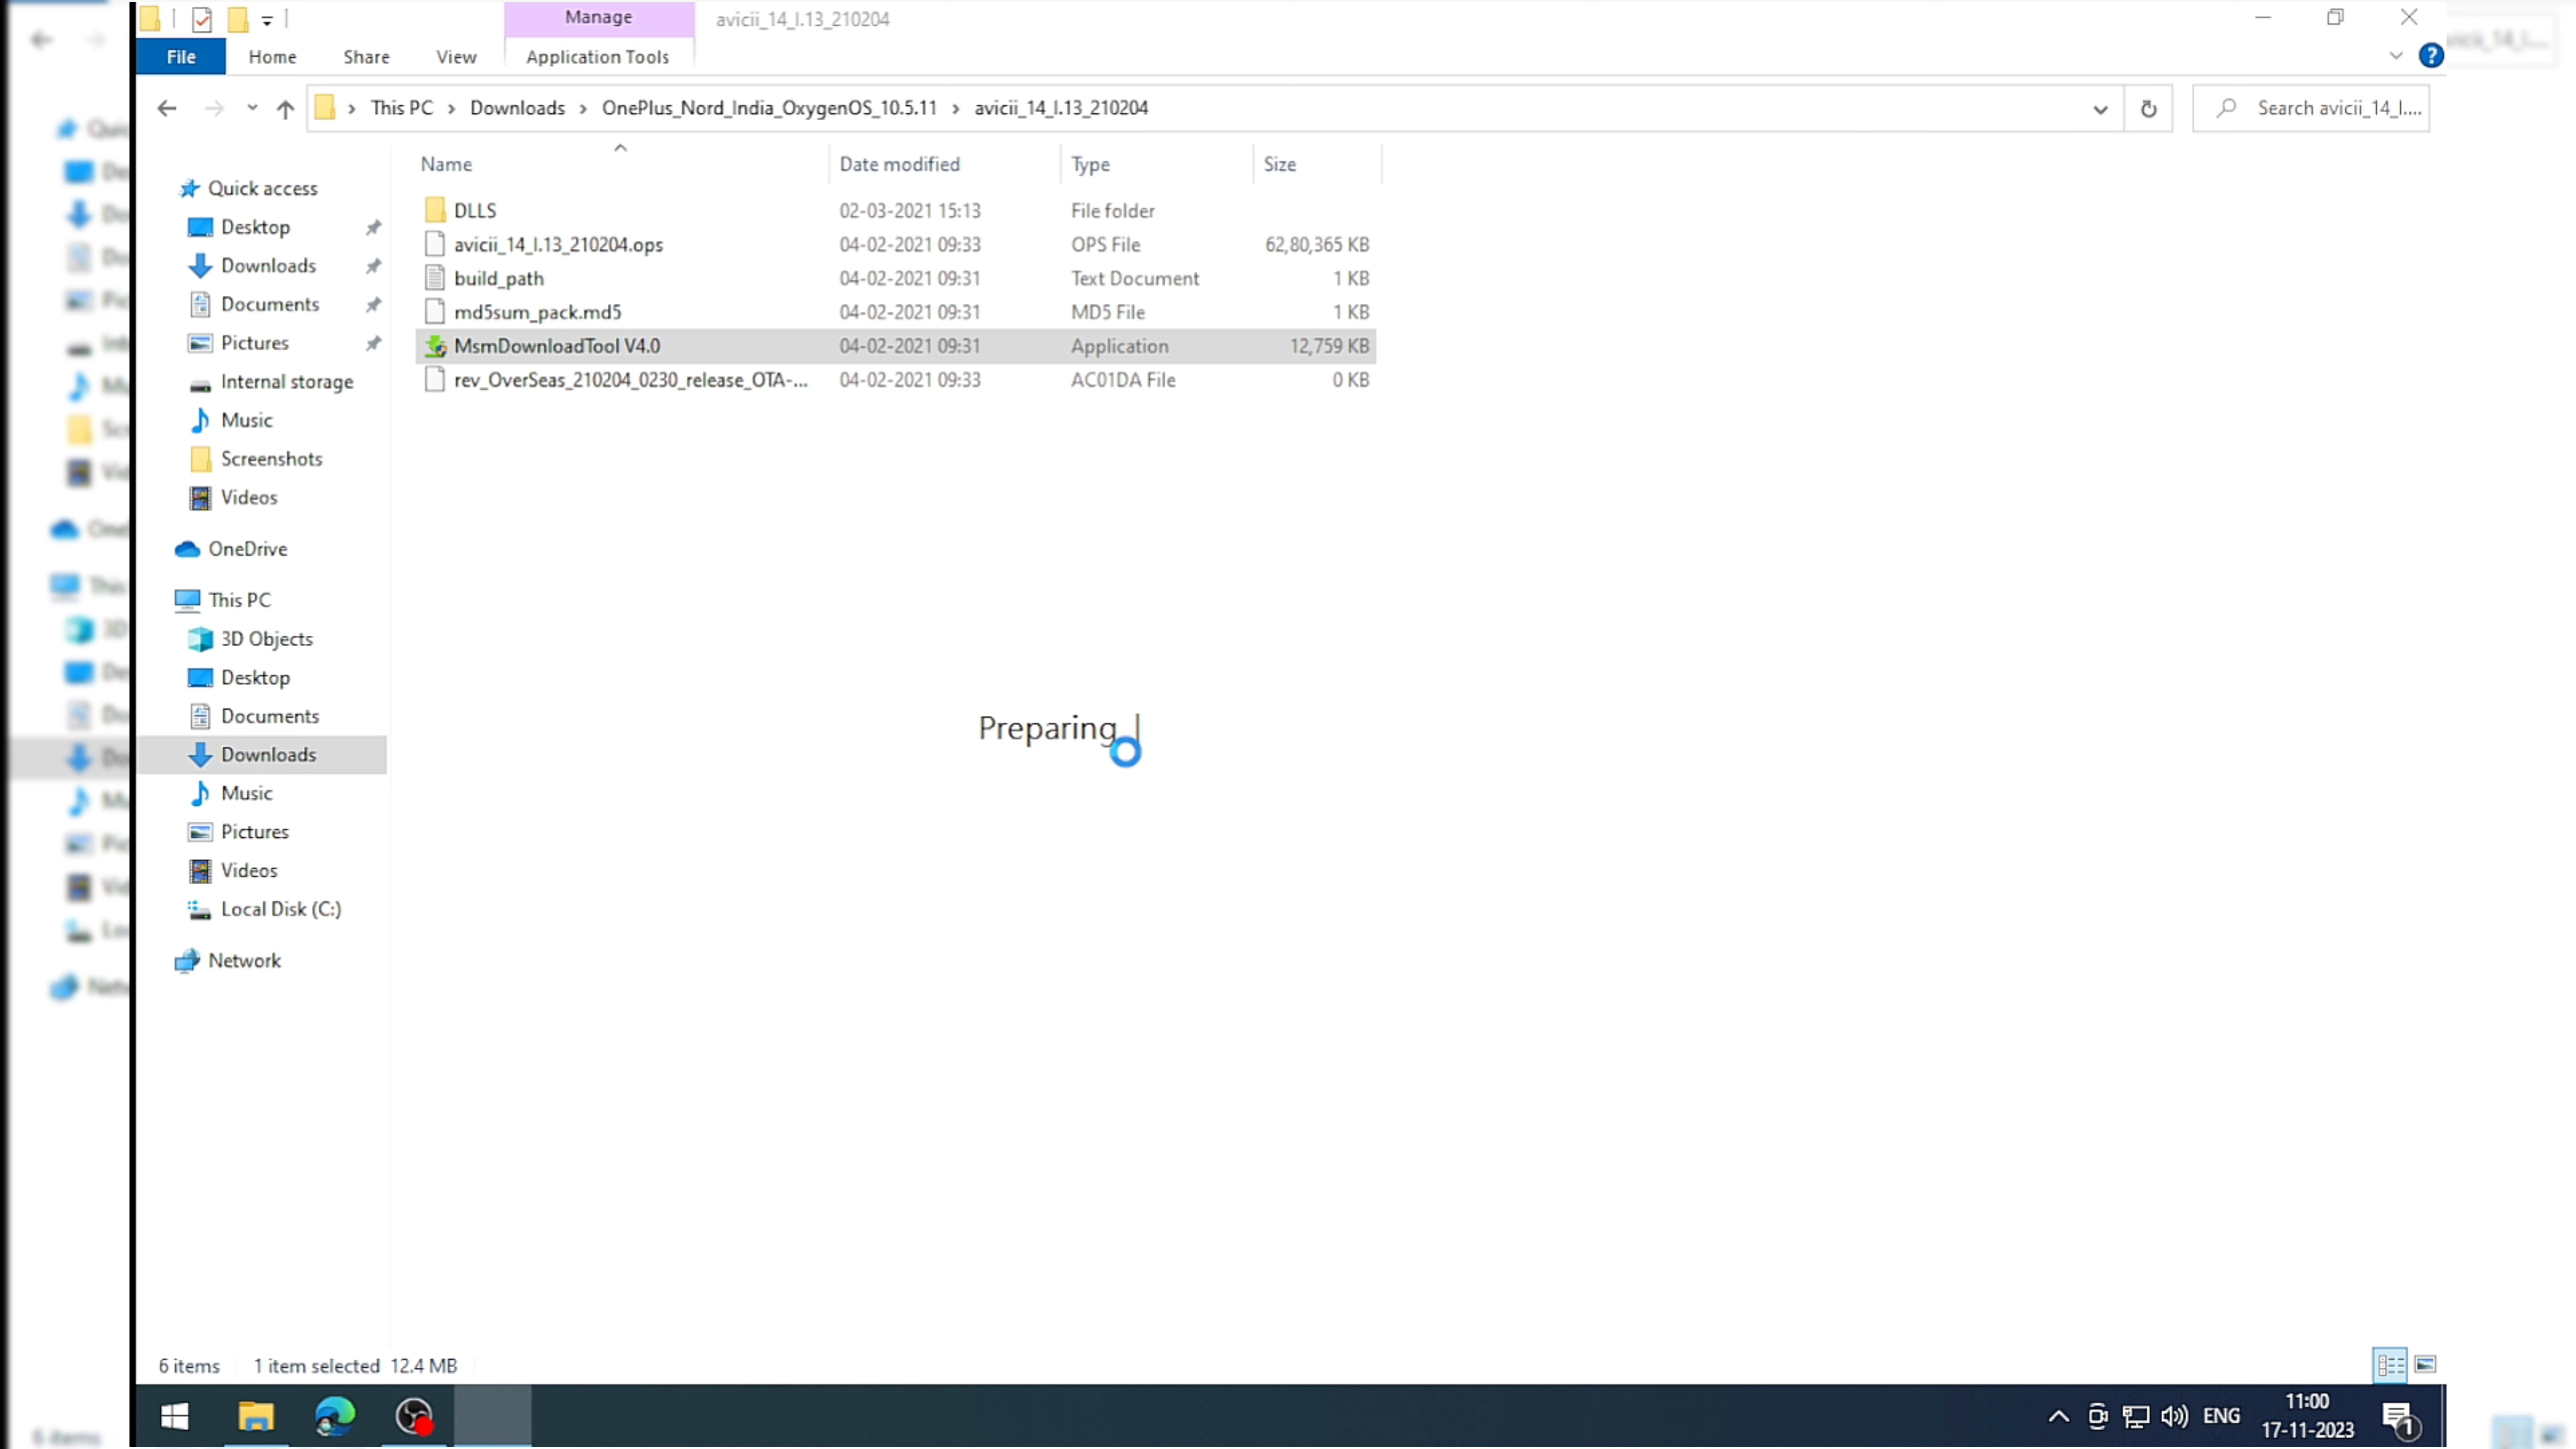 Manage
avicii_14_I.13_210204
File
Home
Share
View
Application Tools
This PC > Downloads > OnePlus_Nord_India_OxygenOS_10.5.11 > avicii_14_I.13_210204
Search avicii_14_I....
Name
Date modified
Type
Size
Quick access
Desktop
Downloads
Documents
Pictures
Internal storage
Music
Screenshots
Videos
OneDrive
This PC
3D Objects
Desktop
Documents
Downloads
Music
Pictures
Videos
Local Disk (C:)
Network
DLLS 02-03-2021 15:13 File folder
avicii_14_I.13_210204.ops 04-02-2021 09:33 OPS File 62,80,365 KB
build_path 04-02-2021 09:31 Text Document 1 KB
md5sum_pack.md5 04-02-2021 09:31 MD5 File 1 KB
MsmDownloadTool V4.0 04-02-2021 09:31 Application 12,759 KB
rev_OverSeas_210204_0230_release_OTA-... 04-02-2021 09:33 AC01DA File 0 KB
Preparing
6 items 1 item selected 12.4 MB
ENG
11:00
17-11-2023
1